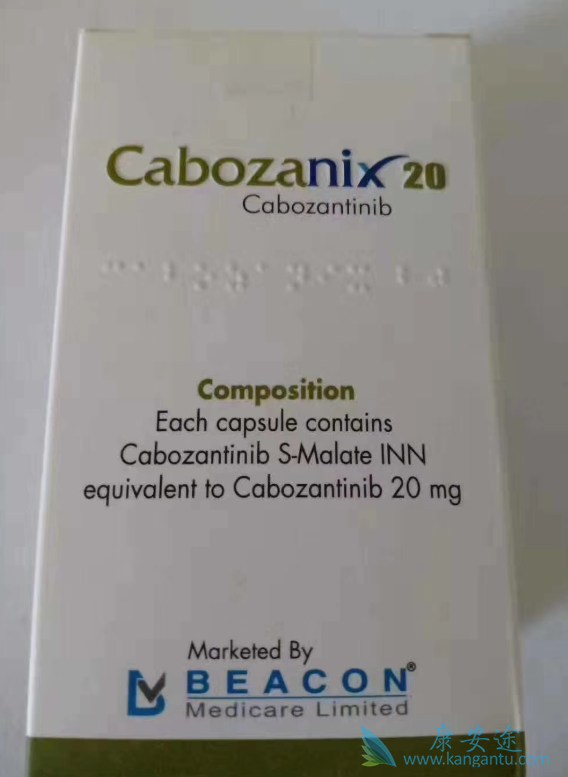 Cabozanix 20
Cabozantinib
Composition
Each capsule contains
Cabozantinib S-Malate INN
equivalent to Cabozantinib 20 mg
Marketed By
BEACON®
Medicare Limited
康安途
www.kangantu.com